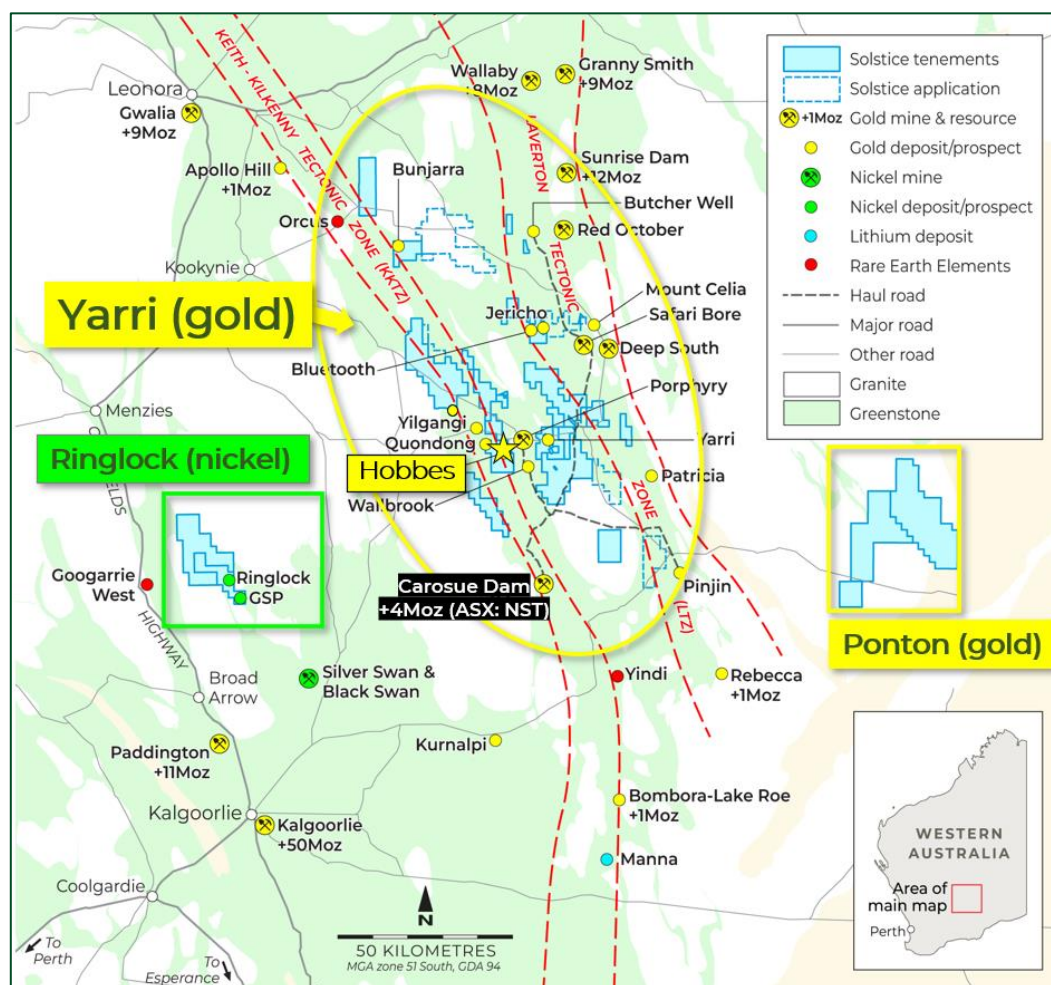 Leonora
Gwalia
+9Moz
Apollo Hill
+1Moz
Orcus
Kookynie
KEITH - KILKENNY TECTONIC ZONE (KKTZ)
Bunjarra
Wallaby
+8Moz
Granny Smith
+9Moz
LAVERTON
TECTONIC
ZONE
(LTZ)
Sunrise Dam
+12Moz
Butcher Well
Red October
Mount Celia
Safari Bore
Jericho
Deep South
Bluetooth
Porphyry
Yarri (gold)
Menzies
Yilgangi
Quondong
Yarri
Hobbes
Wallbrook
Patricia
Ringlock (nickel)
Ringlock
GSP
Googarrie
West
HIGHWAY
Carosue Dam
+4Moz (ASX: NST)
Pinjin
Ponton (gold)
Silver Swan &
Black Swan
Broad
Arrow
Yindi
Rebecca
+1Moz
Paddington
+11Moz
Kurnalpi
Kalgoorlie
Kalgoorlie
+50Moz
Bombora-Lake Roe
+1Moz
Manna
Coolgardie
To
Perth
To
Esperance
N
50 KILOMETRES
MGA zone 51 South, GDA 94
Solstice tenements
Solstice application
+1Moz Gold mine & resource
Gold deposit/prospect
Nickel mine
Nickel deposit/prospect
Lithium deposit
Rare Earth Elements
Haul road
Major road
Other road
Granite
Greenstone
WESTERN
AUSTRALIA
Area of
main map
Perth